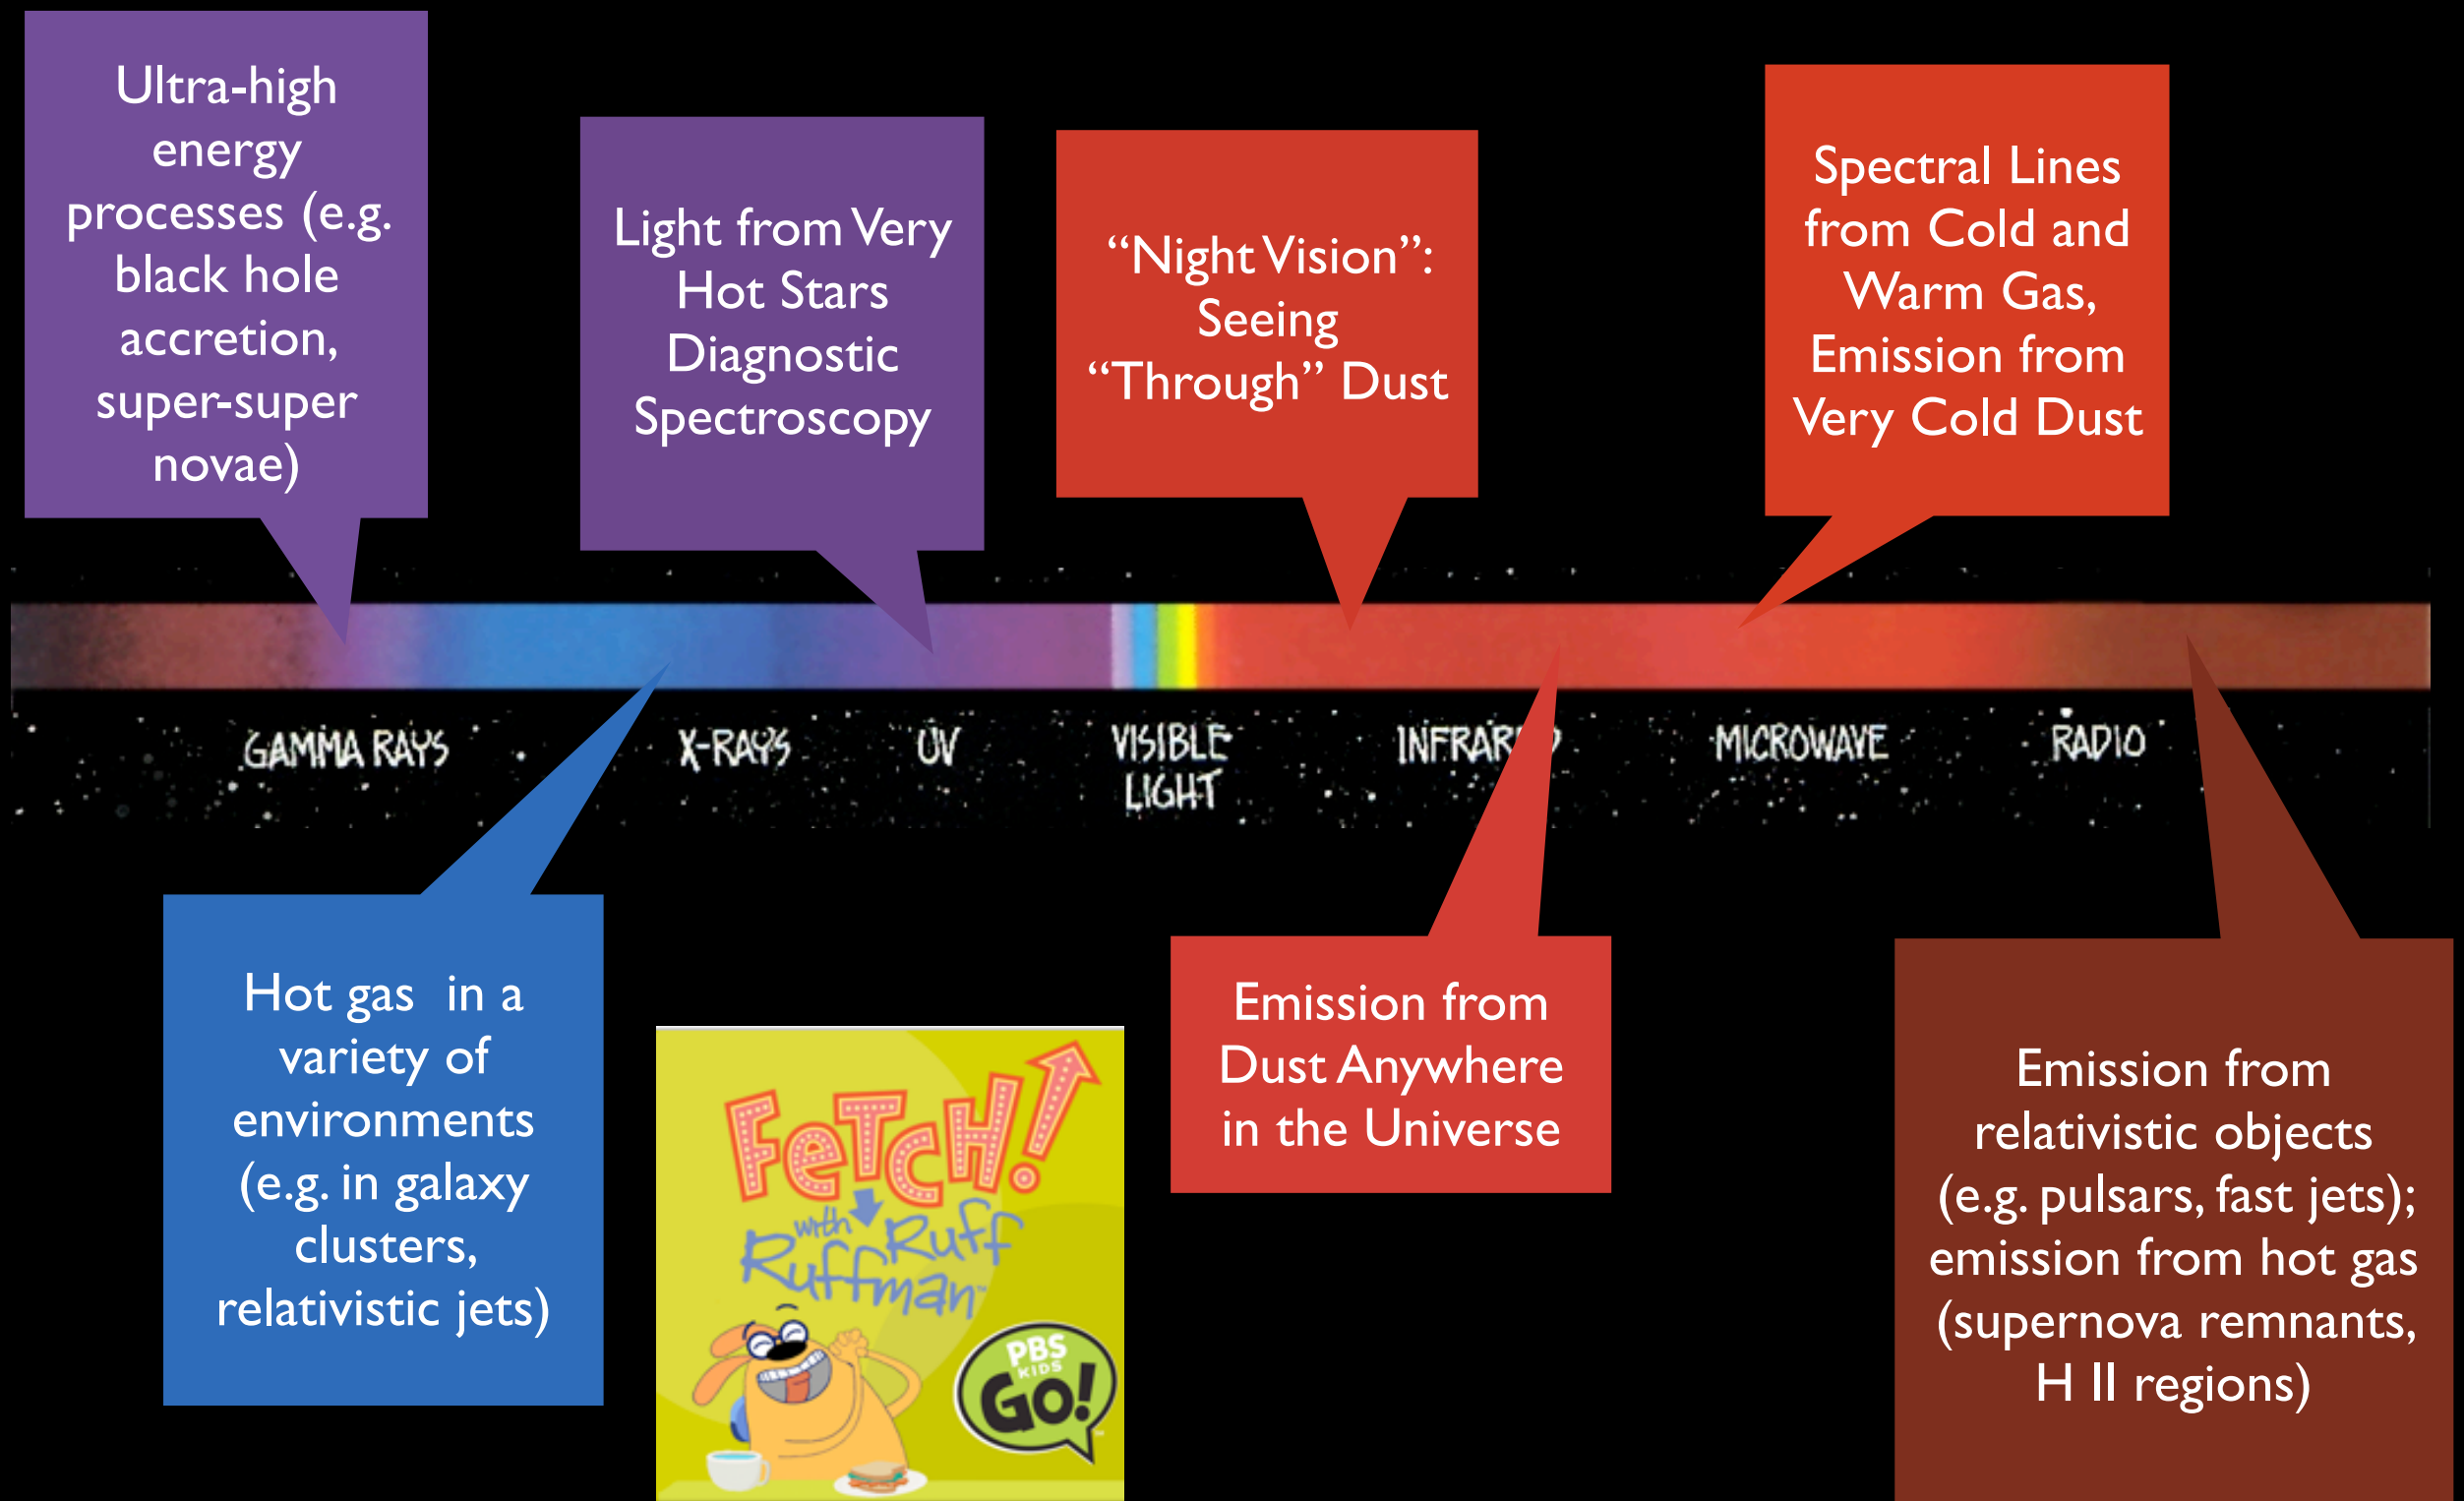 Ultra-high
energy
processes (e.g.
black hole
accretion,
super-super
novae)
Light from Very
Hot Stars
Diagnostic
Spectroscopy
“Night Vision”:
Seeing
“Through” Dust
Spectral Lines
from Cold and
Warm Gas,
Emission from
Very Cold Dust
GAMMA RAYS
X-RAYS
UV
VISIBLE
LIGHT
MICROWAVE
RADIO
Hot gas in a
variety of
environments
(e.g. in galaxy
clusters,
relativistic jets)
FeTCH!
with Ruff
Ruffman™
PBS
KIDS
GO!
Emission from
Dust Anywhere
in the Universe
Emission from
relativistic objects
(e.g. pulsars, fast jets);
emission from hot gas
(supernova remnants,
H II regions)